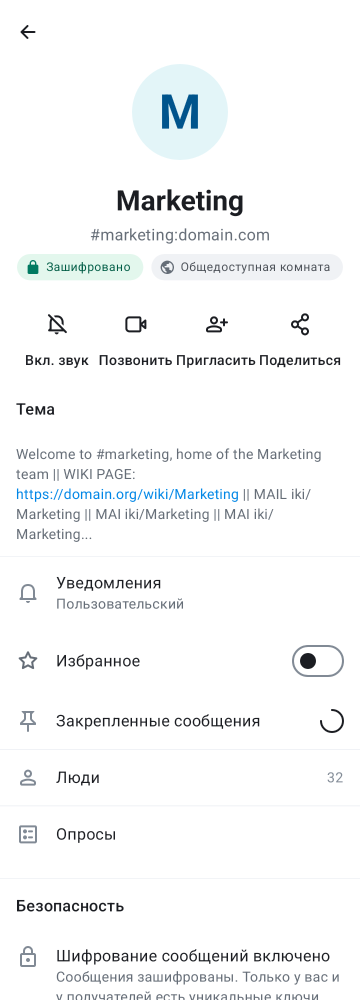 M
Marketing
#marketing:domain.com
Зашифровано Общедоступная комната
Вкл. звук Позвонить Пригласить Поделиться
Тема
Welcome to #marketing, home of the Marketing
team || WIKI PAGE:
https://domain.org/wiki/Marketing || MAIL iki/
Marketing || MAI iki/Marketing || MAI iki/
Marketing...
Уведомления
Пользовательский
Избранное
Закрепленные сообщения
Люди 32
Опросы
Безопасность
Шифрование сообщений включено
Сообщения зашифрованы. Только у вас и
у получателей есть уникальные ключи